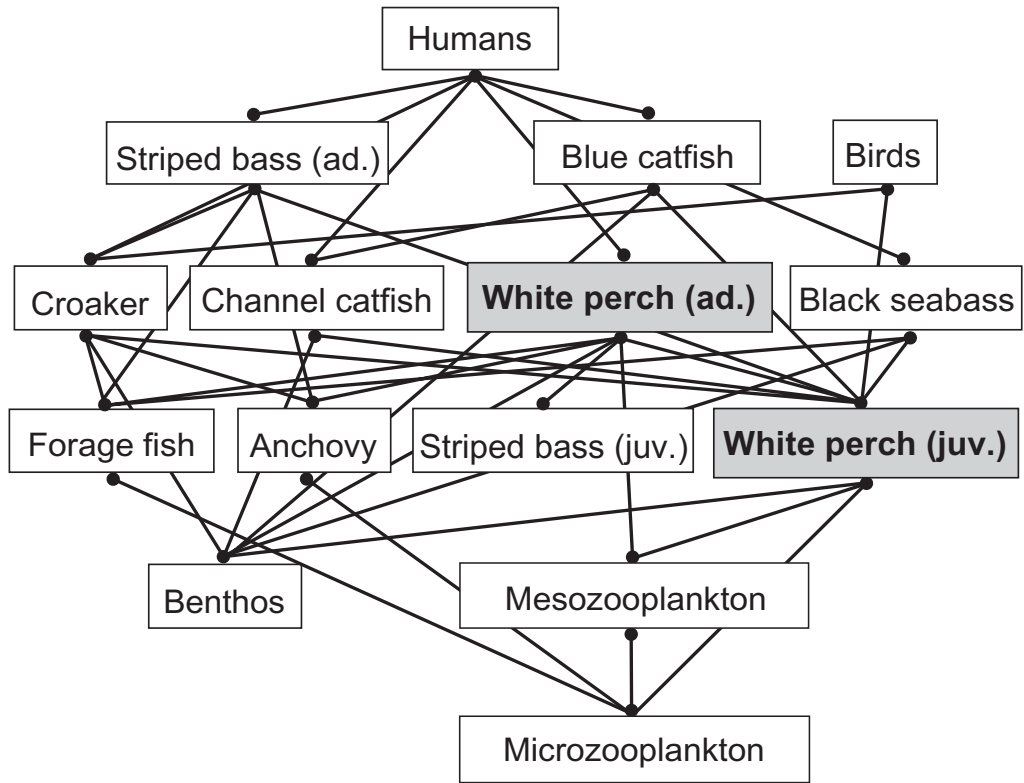 Humans
Striped bass (ad.)
Blue catfish
Birds
Croaker
Channel catfish
White perch (ad.)
Black seabass
Forage fish
Anchovy
Striped bass (juv.)
White perch (juv.)
Benthos
Mesozooplankton
Microzooplankton